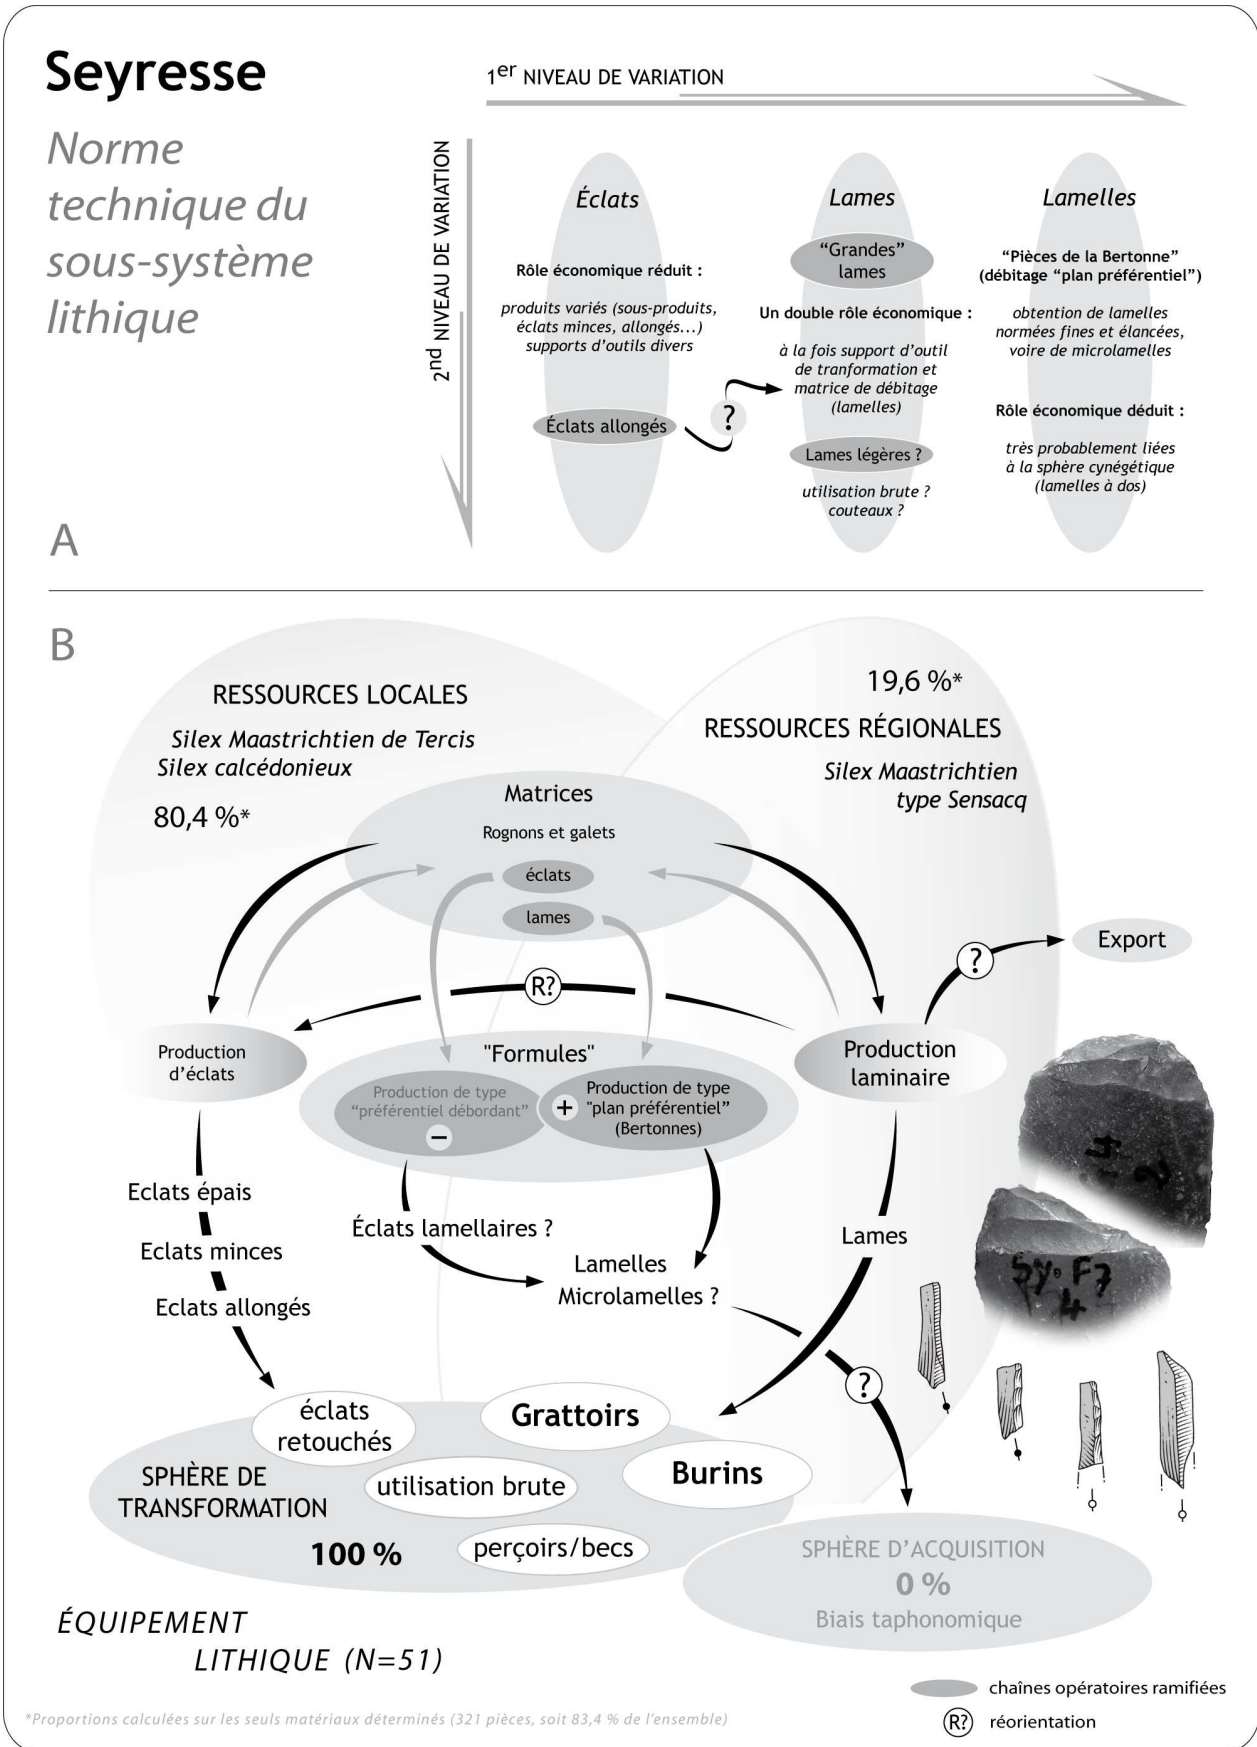 Seyresse
Norme
technique du
sous-système
lithique
1er NIVEAU DE VARIATION
2nd NIVEAU DE VARIATION
Éclats
Rôle économique réduit :
produits variés (sous-produits,
éclats minces, allongés...)
supports d'outils divers
Éclats allongés
?
Lames
“Grandes”
lames
Un double rôle économique :
à la fois support d'outil
de tranformation et
matrice de débitage
(lamelles)
Lames légères ?
utilisation brute ?
couteaux ?
Lamelles
“Pièces de la Bertonne”
(débitage “plan préférentiel”)
obtention de lamelles
normées fines et élancées,
voire de microlamelles
Rôle économique déduit :
très probablement liées
à la sphère cynégétique
(lamelles à dos)
A
B
RESSOURCES LOCALES
Silex Maastrichtien de Tercis
Silex calcédonieux
80,4 %*
19,6 %*
RESSOURCES RÉGIONALES
Silex Maastrichtien
type Sensacq
Matrices
Rognons et galets
éclats
lames
Export
?
R?
Production
d'éclats
"Formules"
Production de type
“préférentiel débordant”
−
+
Production de type
"plan préférentiel”
(Bertonnes)
Production
laminaire
Eclats épais
Eclats minces
Eclats allongés
Éclats lamellaires ?
Lamelles
Microlamelles ?
Lames
Sy. F7
4
?
éclats
retouchés
Grattoirs
Burins
utilisation brute
perçoirs/becs
SPHÈRE DE
TRANSFORMATION
100 %
SPHÈRE D'ACQUISITION
0 %
Biais taphonomique
ÉQUIPEMENT
LITHIQUE (N=51)
chaînes opératoires ramifiées
R? réorientation
*Proportions calculées sur les seuls matériaux déterminés (321 pièces, soit 83,4 % de l'ensemble)